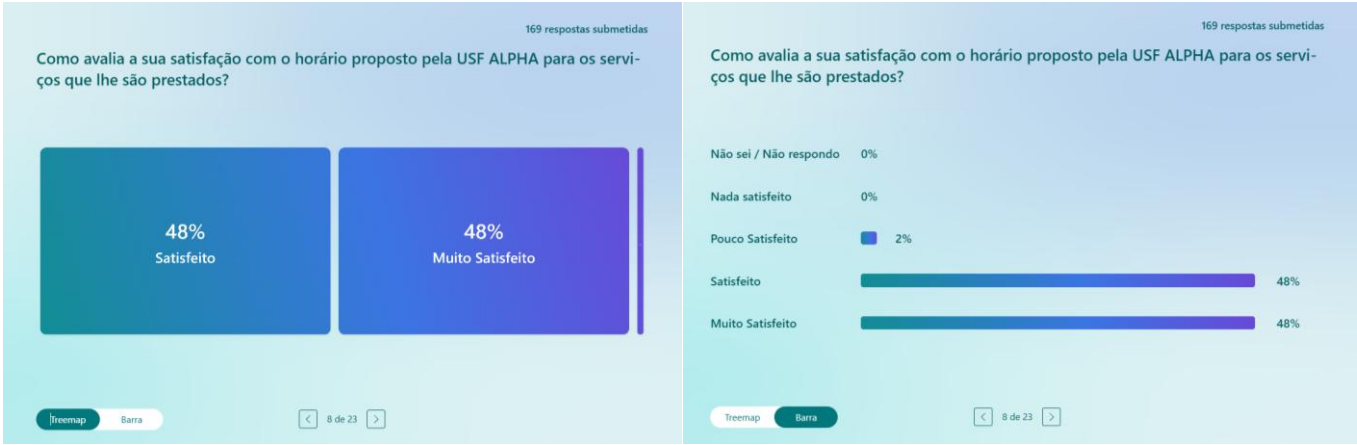 169 respostas submetidas
Como avalia a sua satisfação com o horário proposto pela USF ALPHA para os servi-
ços que lhe são prestados?
48%
Satisfeito
48%
Muito Satisfeito
Treemap
Barra
8 de 23
169 respostas submetidas
Como avalia a sua satisfação com o horário proposto pela USF ALPHA para os servi-
ços que lhe são prestados?
Não sei / Não respondo 0%
Nada satisfeito 0%
Pouco Satisfeito 2%
Satisfeito 48%
Muito Satisfeito 48%
Treemap
Barra
8 de 23